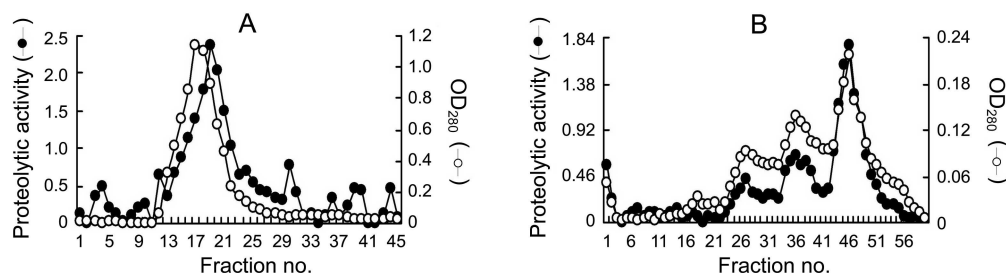 A
Proteolytic activity (—●—)
2.5
2.0
1.5
1.0
0.5
0
1.2
1.0
0.8
0.6
0.4
0.2
0
OD280 (—○—)
1 5 9 13 17 21 25 29 33 37 41 45
Fraction no.
B
Proteolytic activity (—●—)
1.84
1.38
0.92
0.46
0
0.24
0.18
0.12
0.06
0
OD280 (—○—)
1 6 11 16 21 26 31 36 41 46 51 56
Fraction no.